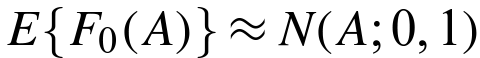 E{F₀(A)} ≈ N(A; 0, 1)